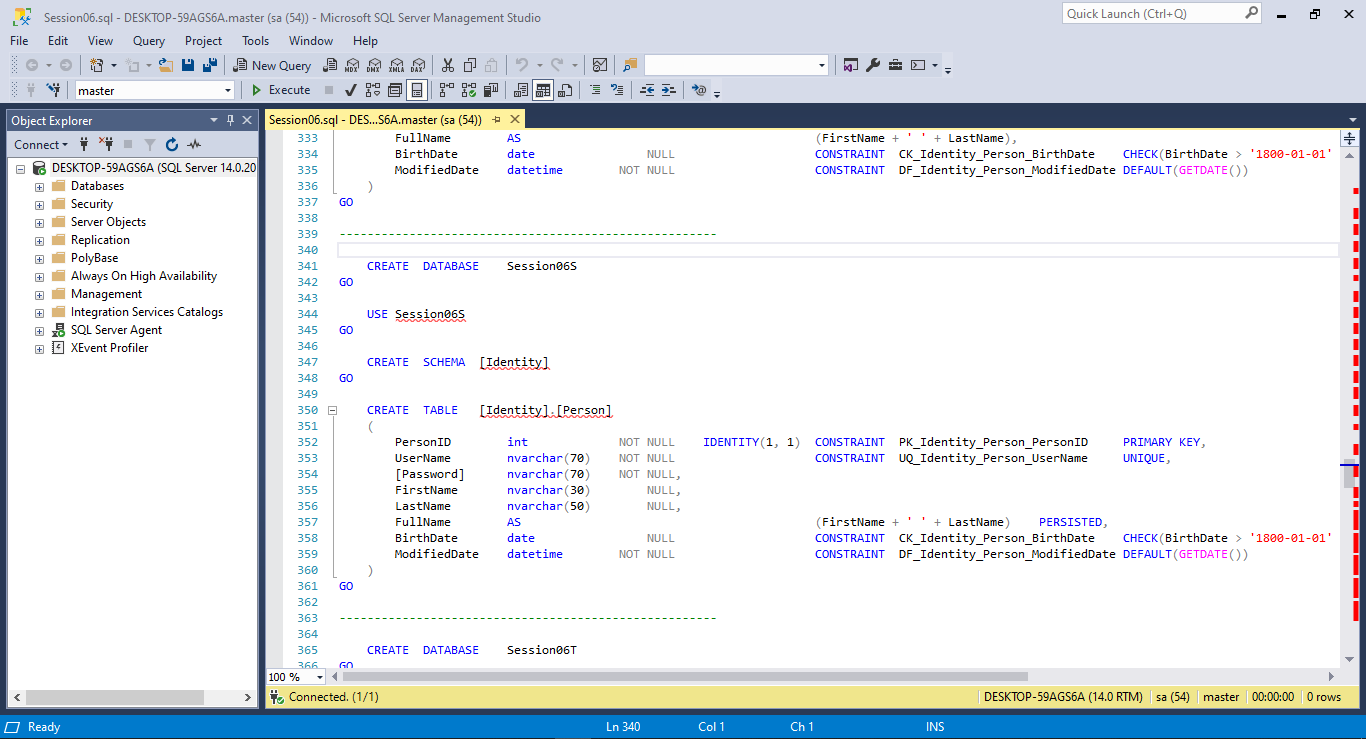 Session06.sql - DESKTOP-59AGS6A.master (sa (54)) - Microsoft SQL Server Management Studio
Quick Launch (Ctrl+Q)
File Edit View Query Project Tools Window Help
New Query MDX DMX XMLA DAX
master Execute
Object Explorer
Session06.sql - DES...S6A.master (sa (54))
Connect
DESKTOP-59AGS6A (SQL Server 14.0.20
Databases
Security
Server Objects
Replication
PolyBase
Always On High Availability
Management
Integration Services Catalogs
SQL Server Agent
XEvent Profiler
333 FullName AS (FirstName + ' ' + LastName),
334 BirthDate date NULL CONSTRAINT CK_Identity_Person_BirthDate CHECK(BirthDate > '1800-01-01'
335 ModifiedDate datetime NOT NULL CONSTRAINT DF_Identity_Person_ModifiedDate DEFAULT(GETDATE())
336 )
337 GO
338
339 ------------------------------------------------------
340
341 CREATE DATABASE Session06S
342 GO
343
344 USE Session06S
345 GO
346
347 CREATE SCHEMA [Identity]
348 GO
349
350 CREATE TABLE [Identity].[Person]
351 (
352 PersonID int NOT NULL IDENTITY(1, 1) CONSTRAINT PK_Identity_Person_PersonID PRIMARY KEY,
353 UserName nvarchar(70) NOT NULL CONSTRAINT UQ_Identity_Person_UserName UNIQUE,
354 [Password] nvarchar(70) NOT NULL,
355 FirstName nvarchar(30) NULL,
356 LastName nvarchar(50) NULL,
357 FullName AS (FirstName + ' ' + LastName) PERSISTED,
358 BirthDate date NULL CONSTRAINT CK_Identity_Person_BirthDate CHECK(BirthDate > '1800-01-01'
359 ModifiedDate datetime NOT NULL CONSTRAINT DF_Identity_Person_ModifiedDate DEFAULT(GETDATE())
360 )
361 GO
362
363 ------------------------------------------------------
364
365 CREATE DATABASE Session06T
366 GO
100 %
Connected. (1/1) DESKTOP-59AGS6A (14.0 RTM) sa (54) master 00:00:00 0 rows
Ready Ln 340 Col 1 Ch 1 INS